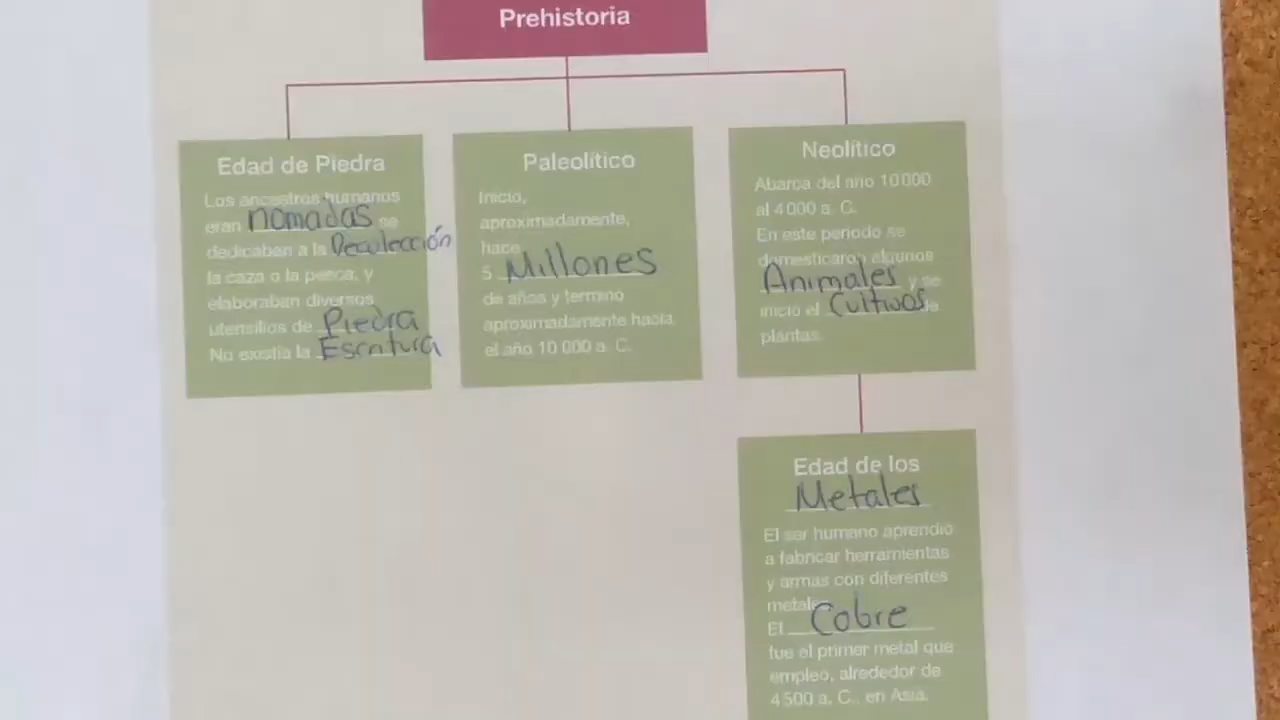 Prehistoria
Edad de Piedra
Los ancestros humanos
eran nomadas se
dedicaban a la Reculección
la caza o la pesca, y
elaboraban diversos
utensilios de Piedra
No existía la Escritura
Paleolítico
Inicio,
aproximadamente,
hace
5 Millones
de años y terminó
aproximadamente hacia
el año 10 000 a. C.
Neolítico
Abarca del año 10 000
al 4 000 a. C.
En este periodo se
domesticaron algunos
Animales y se
inicio el Cultivos de
plantas.
Edad de los
Metales
El ser humano aprendió
a fabricar herramientas
y armas con diferentes
metales
El Cobre
fue el primer metal que
empleo, alrededor de
4 500 a. C., en Asia.